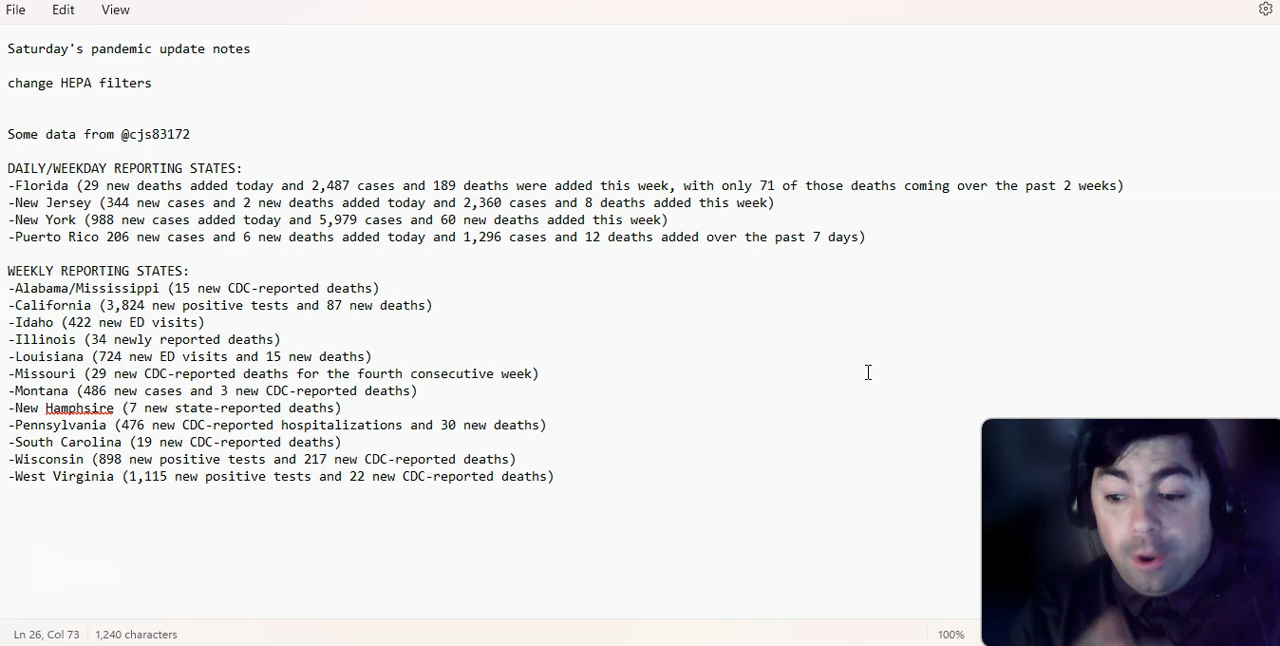 File Edit View
Saturday's pandemic update notes
change HEPA filters
Some data from @cjs83172
DAILY/WEEKDAY REPORTING STATES:
-Florida (29 new deaths added today and 2,487 cases and 189 deaths were added this week, with only 71 of those deaths coming over the past 2 weeks)
-New Jersey (344 new cases and 2 new deaths added today and 2,360 cases and 8 deaths added this week)
-New York (988 new cases added today and 5,979 cases and 60 new deaths added this week)
-Puerto Rico 206 new cases and 6 new deaths added today and 1,296 cases and 12 deaths added over the past 7 days)
WEEKLY REPORTING STATES:
-Alabama/Mississippi (15 new CDC-reported deaths)
-California (3,824 new positive tests and 87 new deaths)
-Idaho (422 new ED visits)
-Illinois (34 newly reported deaths)
-Louisiana (724 new ED visits and 15 new deaths)
-Missouri (29 new CDC-reported deaths for the fourth consecutive week)
-Montana (486 new cases and 3 new CDC-reported deaths)
-New Hamphsire (7 new state-reported deaths)
-Pennsylvania (476 new CDC-reported hospitalizations and 30 new deaths)
-South Carolina (19 new CDC-reported deaths)
-Wisconsin (898 new positive tests and 217 new CDC-reported deaths)
-West Virginia (1,115 new positive tests and 22 new CDC-reported deaths)
Ln 26, Col 73 1,240 characters 100%